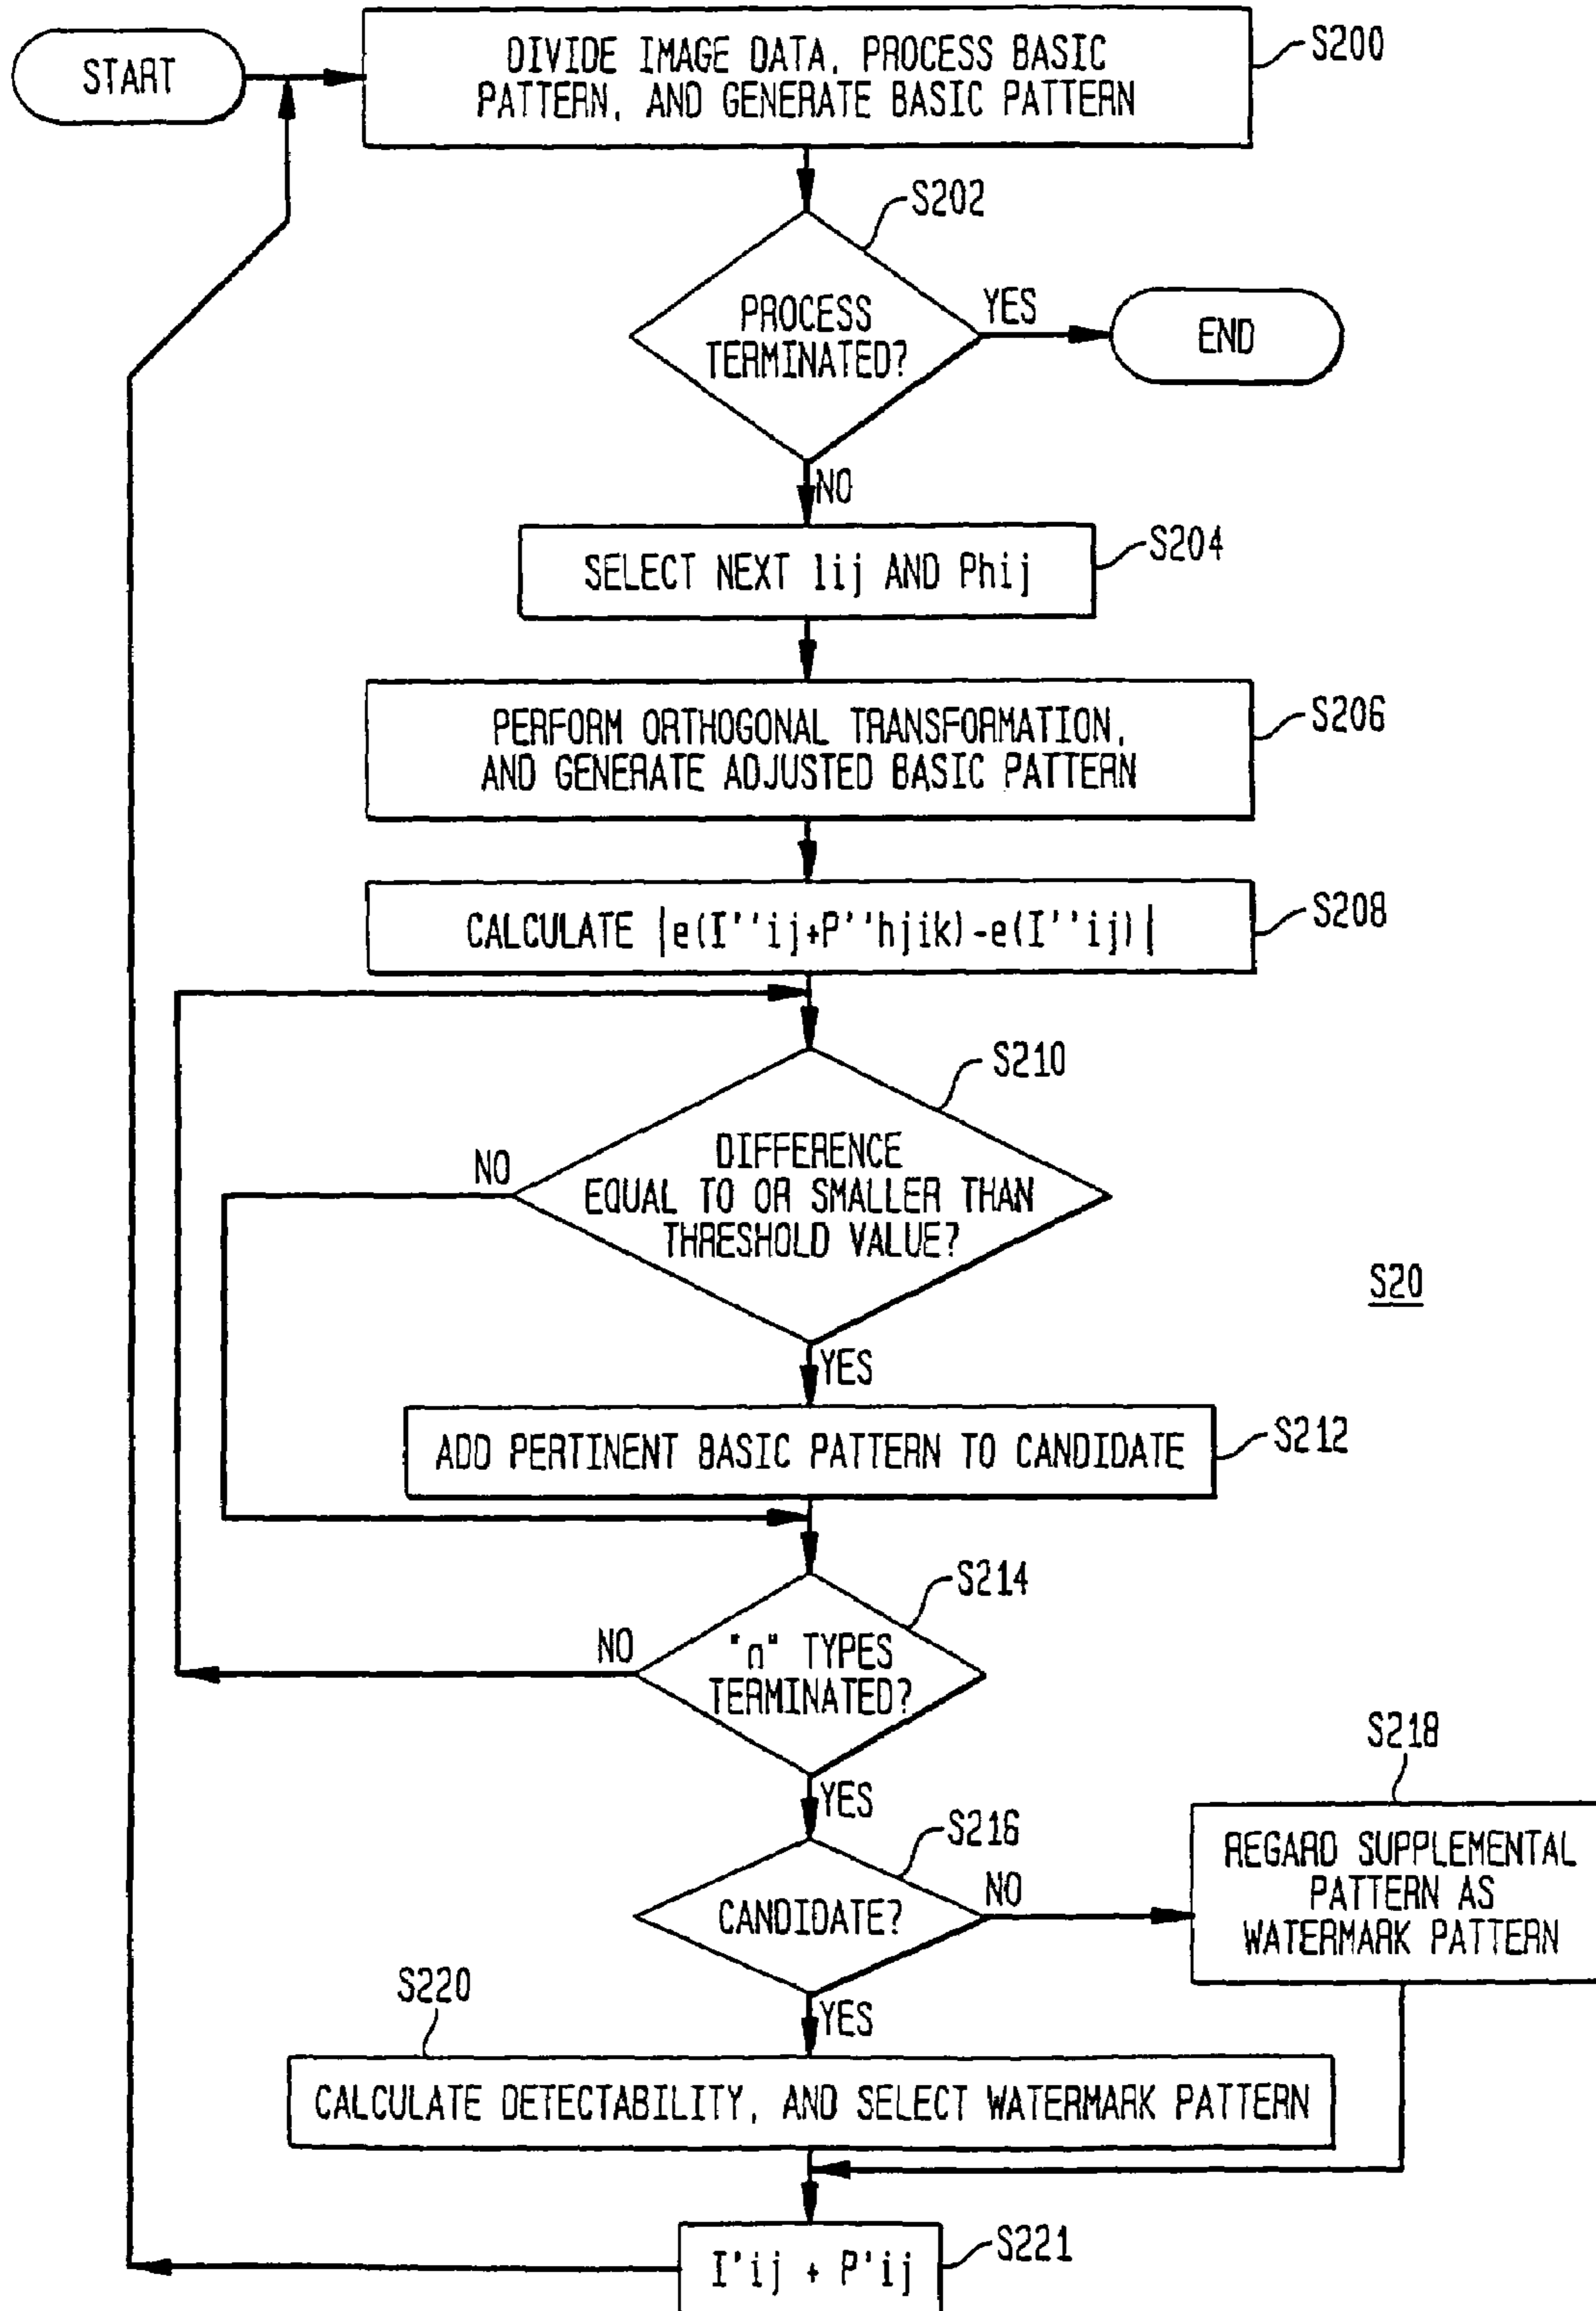 START
DIVIDE IMAGE DATA, PROCESS BASIC
PATTERN, AND GENERATE BASIC PATTERN
S200
S202
PROCESS
TERMINATED?
YES
END
NO
S204
SELECT NEXT lij AND Phij
S206
PERFORM ORTHOGONAL TRANSFORMATION,
AND GENERATE ADJUSTED BASIC PATTERN
S208
CALCULATE |e(I''ij+P''hjik)-e(I''ij)|
S210
DIFFERENCE
EQUAL TO OR SMALLER THAN
THRESHOLD VALUE?
NO
S20
YES
ADD PERTINENT BASIC PATTERN TO CANDIDATE
S212
S214
"n" TYPES
TERMINATED?
NO
YES
S216
CANDIDATE?
NO
S218
REGARD SUPPLEMENTAL
PATTERN AS
WATERMARK PATTERN
YES
S220
CALCULATE DETECTABILITY, AND SELECT WATERMARK PATTERN
S221
I'ij + P'ij